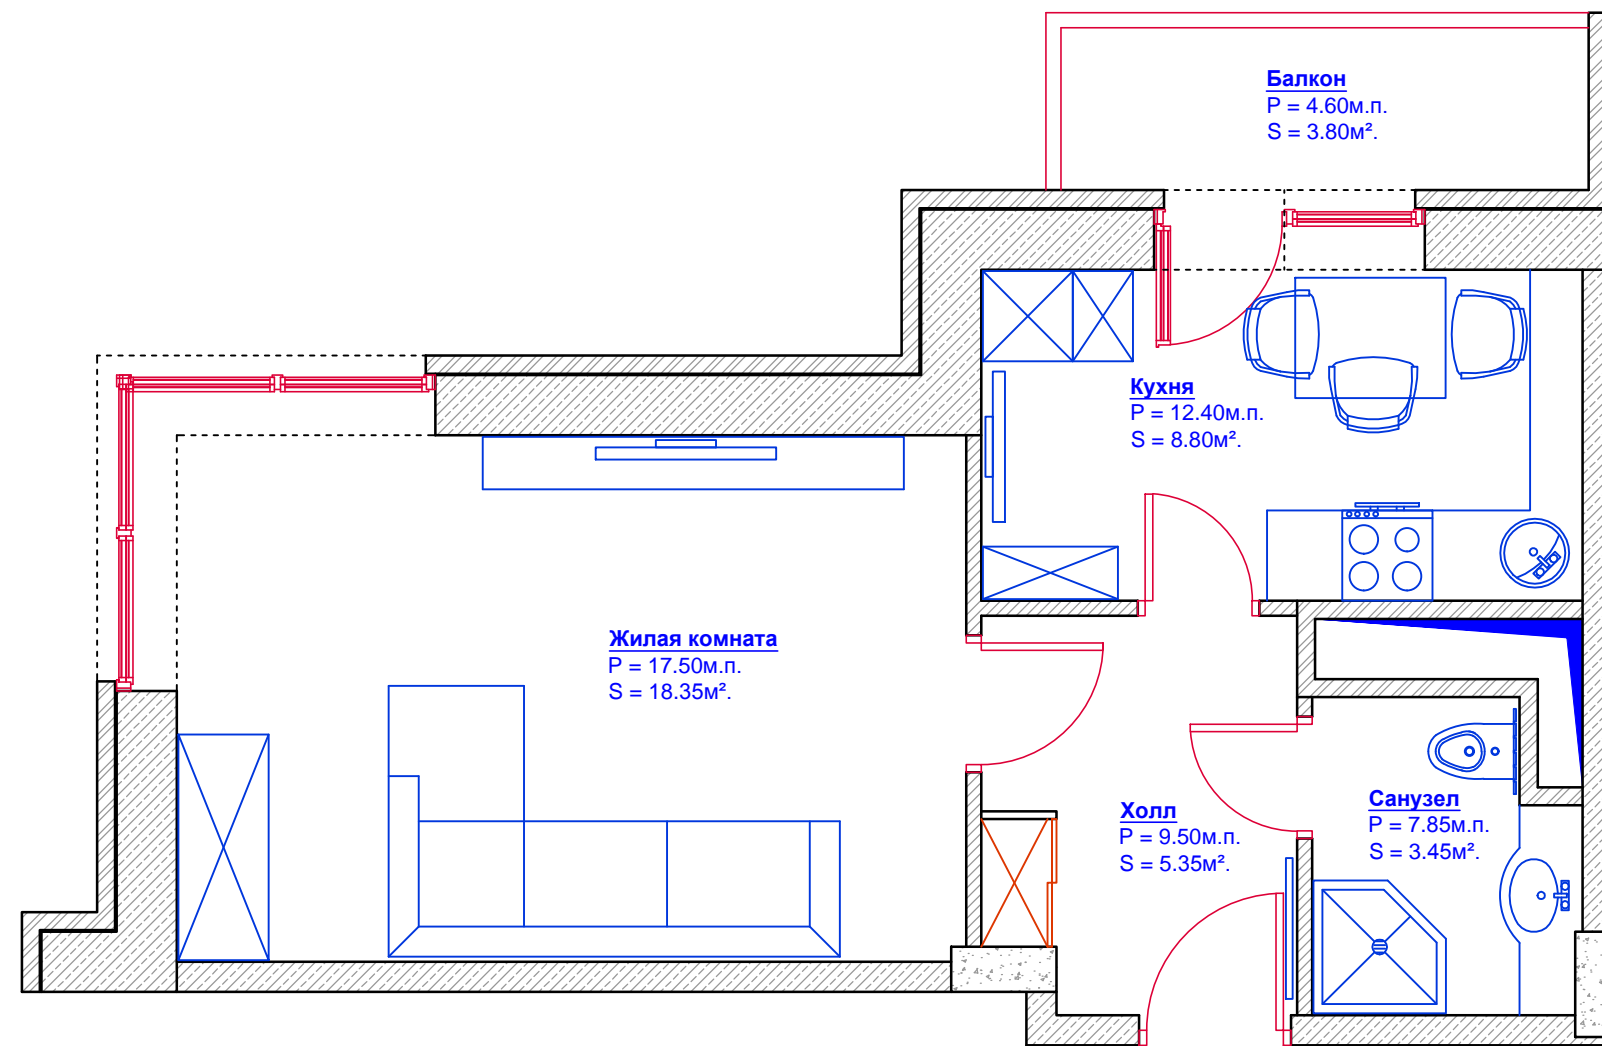 Балкон
P = 4.60м.п.
S = 3.80м².
Кухня
P = 12.40м.п.
S = 8.80м².
Жилая комната
P = 17.50м.п.
S = 18.35м².
Холл
P = 9.50м.п.
S = 5.35м².
Санузел
P = 7.85м.п.
S = 3.45м².